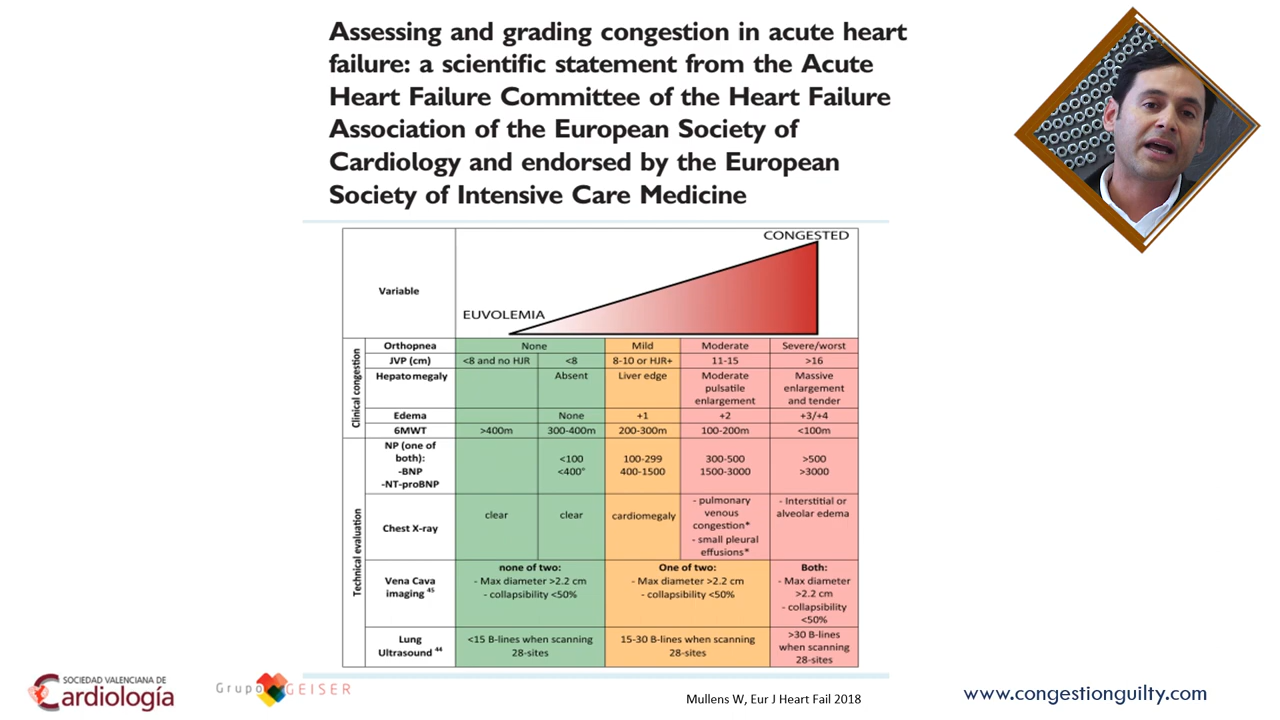 Assessing and grading congestion in acute heart
failure: a scientific statement from the Acute
Heart Failure Committee of the Heart Failure
Association of the European Society of
Cardiology and endorsed by the European
Society of Intensive Care Medicine
Variable
EUVOLEMIA
CONGESTED
Clinical congestion
Orthopnea None Mild Moderate Severe/worst
JVP (cm) <8 and no HJR <8 8-10 or HJR+ 11-15 >16
Hepatomegaly Absent Liver edge Moderate pulsatile enlargement Massive enlargement and tender
Edema None +1 +2 +3/+4
6MWT >400m 300-400m 200-300m 100-200m <100m
Technical evaluation
NP (one of both):
-BNP <100 100-299 300-500 >500
-NT-proBNP <400° 400-1500 1500-3000 >3000
Chest X-ray clear clear cardiomegaly - pulmonary venous congestion* - small pleural effusions* - Interstitial or alveolar edema
Vena Cava imaging 45
none of two:
- Max diameter >2.2 cm
- collapsibility <50%
One of two:
- Max diameter >2.2 cm
- collapsibility <50%
Both:
- Max diameter >2.2 cm
- collapsibility <50%
Lung Ultrasound 44
<15 B-lines when scanning
28-sites
15-30 B-lines when scanning
28-sites
>30 B-lines
when scanning
28-sites
SOCIEDAD VALENCIANA DE
Cardiología
Grupo GEISER
Mullens W, Eur J Heart Fail 2018
www.congestionguilty.com